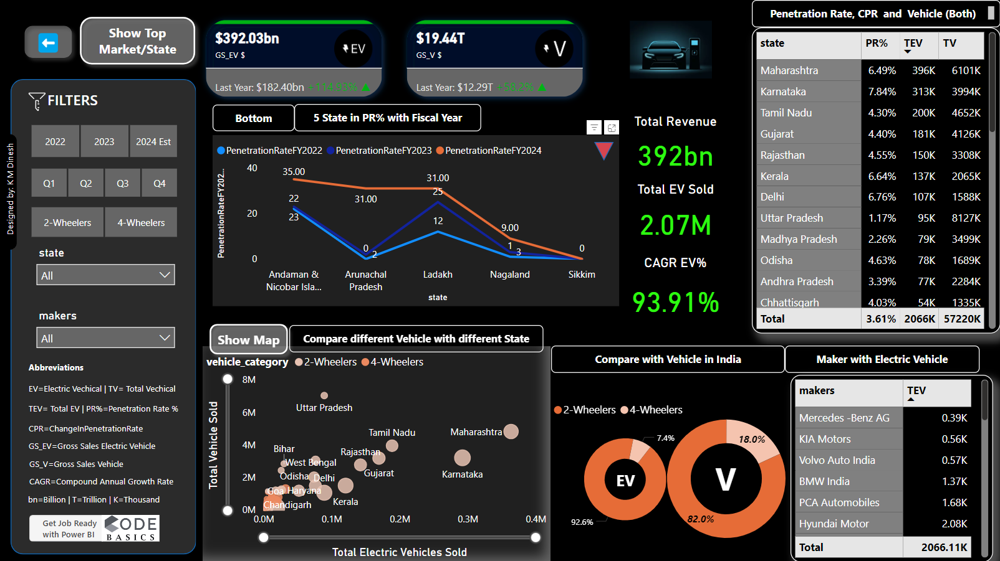 Show Top
Market/State
$392.03bn
GS_EV $
EV
Last Year: $182.40bn +114.93% ▲
$19.44T
GS_V $
V
Last Year: $12.29T +58.2% ▲
Designed by: K M Dinesh
FILTERS
2022 2023 2024 Est
Q1 Q2 Q3 Q4
2-Wheelers 4-Wheelers
state
All
makers
All
Abbreviations
EV=Electric Vechical | TV= Total Vechical
TEV= Total EV | PR%=Penetration Rate %
CPR=ChangeInPenetrationRate
GS_EV=Gross Sales Electric Vehicle
GS_V=Gross Sales Vehicle
CAGR=Compound Annual Growth Rate
bn=Billion | T=Trillion | K=Thousand
Get Job Ready
with Power BI
CODE
BASICS
Bottom
5 State in PR% with Fiscal Year
PenetrationRateFY2022 PenetrationRateFY2023 PenetrationRateFY2024
PenetrationRateFY202...
40
20
0
35.00
22
23
31.00
0
2
31.00
25
12
9.00
1
3
0
Andaman &
Nicobar Isla...
Arunachal
Pradesh
Ladakh
Nagaland
Sikkim
state
Total Revenue
392bn
Total EV Sold
2.07M
CAGR EV%
93.91%
Penetration Rate, CPR and Vehicle (Both)
state PR% TEV TV
Maharashtra 6.49% 396K 6101K
Karnataka 7.84% 313K 3994K
Tamil Nadu 4.30% 200K 4652K
Gujarat 4.40% 181K 4126K
Rajasthan 4.55% 150K 3308K
Kerala 6.64% 137K 2065K
Delhi 6.76% 107K 1588K
Uttar Pradesh 1.17% 95K 8127K
Madhya Pradesh 2.26% 79K 3499K
Odisha 4.63% 78K 1689K
Andhra Pradesh 3.39% 77K 2284K
Chhattisgarh 4.03% 54K 1335K
Total 3.61% 2066K 57220K
Show Map
Compare different Vehicle with different State
vehicle_category 2-Wheelers 4-Wheelers
Total Vehicle Sold
8M
6M
4M
2M
0M
Uttar Pradesh
Maharashtra
Tamil Nadu
Bihar
Rajasthan
West Bengal
Gujarat
Karnataka
Odisha
Delhi
Goa
Haryana
Kerala
Chandigarh
0.0M 0.1M 0.2M 0.3M 0.4M
Total Electric Vehicles Sold
Compare with Vehicle in India
2-Wheelers 4-Wheelers
7.4%
EV
92.6%
18.0%
V
82.0%
Maker with Electric Vehicle
makers TEV
Mercedes -Benz AG 0.39K
KIA Motors 0.56K
Volvo Auto India 0.57K
BMW India 1.37K
PCA Automobiles 1.68K
Hyundai Motor 2.08K
Total 2066.11K